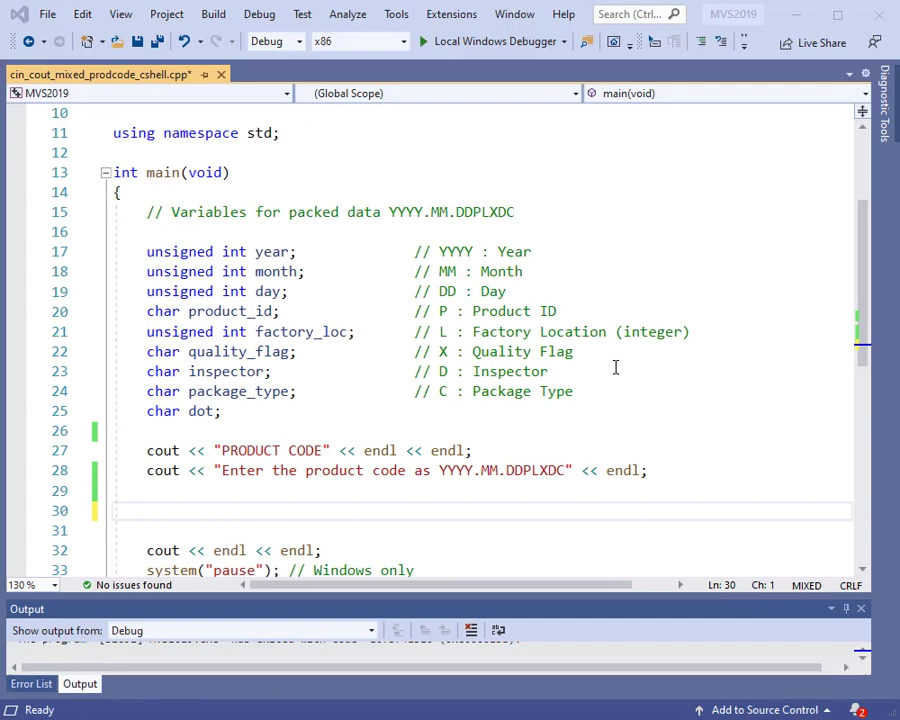 File Edit View Project Build Debug Test Analyze Tools Extensions Window Help Search (Ctrl... MVS2019
Debug x86 Local Windows Debugger Live Share
cin_cout_mixed_prodcode_cshell.cpp*
MVS2019 (Global Scope) main(void)
Diagnostic Tools
10
11 using namespace std;
12
13 int main(void)
14 {
15 // Variables for packed data YYYY.MM.DDPLXDC
16
17 unsigned int year; // YYYY : Year
18 unsigned int month; // MM : Month
19 unsigned int day; // DD : Day
20 char product_id; // P : Product ID
21 unsigned int factory_loc; // L : Factory Location (integer)
22 char quality_flag; // X : Quality Flag
23 char inspector; // D : Inspector
24 char package_type; // C : Package Type
25 char dot;
26
27 cout << "PRODUCT CODE" << endl << endl;
28 cout << "Enter the product code as YYYY.MM.DDPLXDC" << endl;
29
30
31
32 cout << endl << endl;
33 system("pause"); // Windows only
130 % No issues found Ln: 30 Ch: 1 MIXED CRLF
Output
Show output from: Debug
Error List Output
Ready Add to Source Control 2